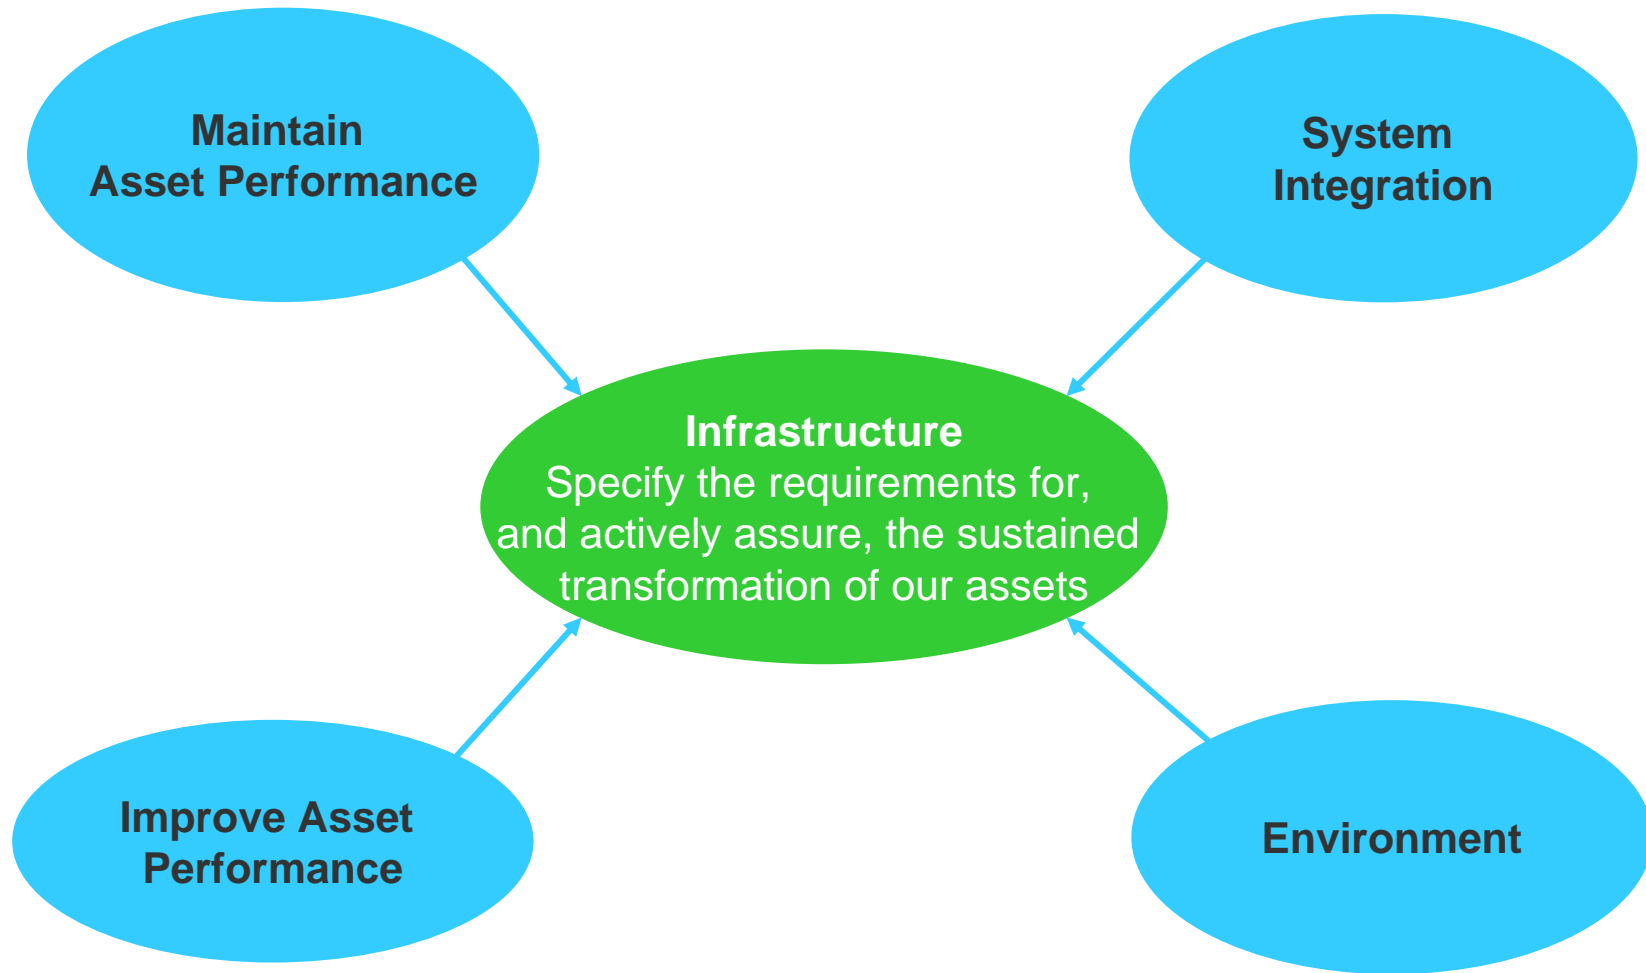 Maintain
Asset Performance
System
Integration
Infrastructure
Specify the requirements for,
and actively assure, the sustained
transformation of our assets
Improve Asset
Performance
Environment